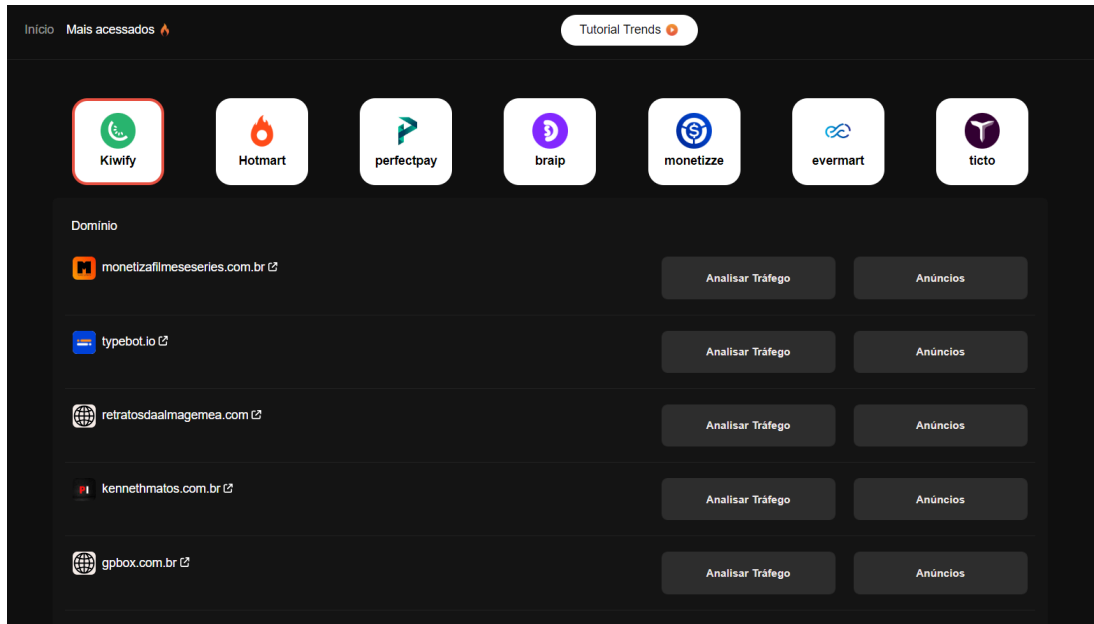 Início Mais acessados
Tutorial Trends
Kiwify
Hotmart
perfectpay
braip
monetizze
evermart
ticto
Domínio
monetizafilmeseseries.com.br
Analisar Tráfego
Anúncios
typebot.io
Analisar Tráfego
Anúncios
retratosdaalmagemea.com
Analisar Tráfego
Anúncios
PI
kennethmatos.com.br
Analisar Tráfego
Anúncios
gpbox.com.br
Analisar Tráfego
Anúncios